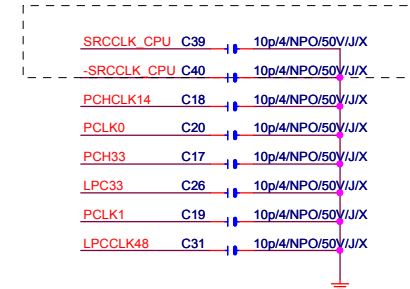 SRCCLK_CPU C39 10p/4/NPO/50V/J/X
-SRCCLK_CPU C40 10p/4/NPO/50V/J/X
PCHCLK14 C18 10p/4/NPO/50V/J/X
PCLK0 C20 10p/4/NPO/50V/J/X
PCH33 C17 10p/4/NPO/50V/J/X
LPC33 C26 10p/4/NPO/50V/J/X
PCLK1 C19 10p/4/NPO/50V/J/X
LPCCLK48 C31 10p/4/NPO/50V/J/X